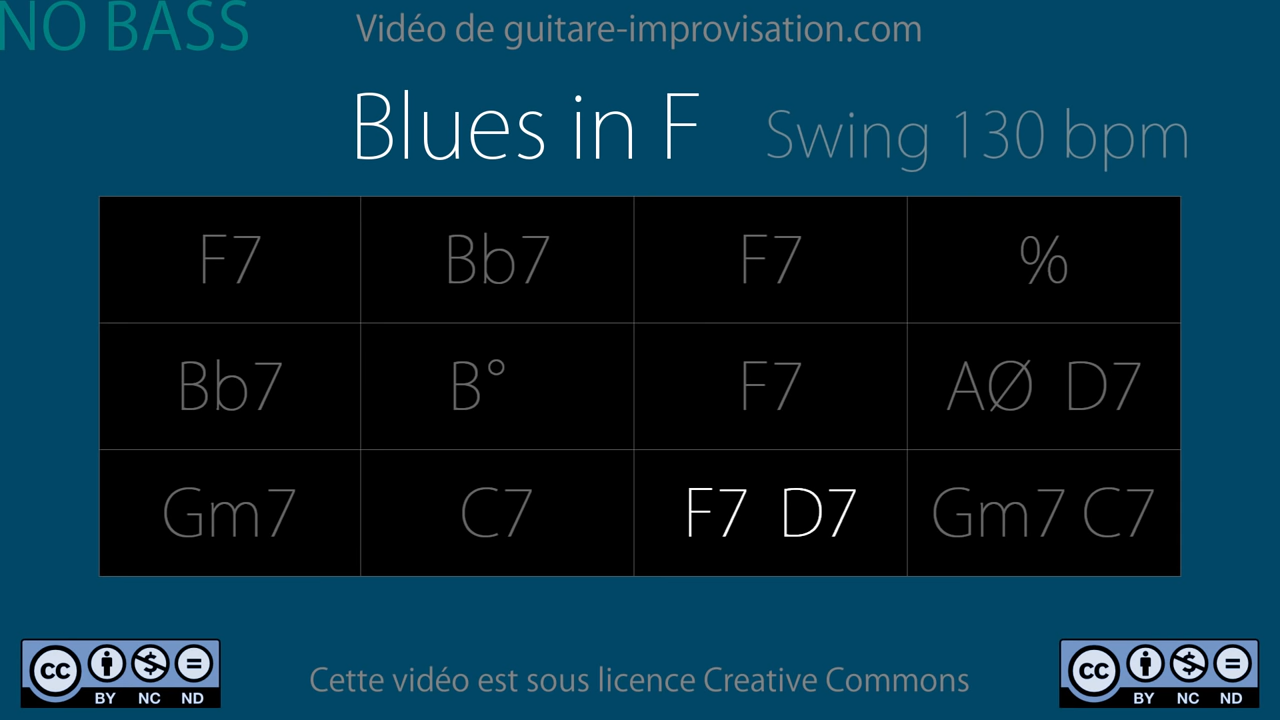 NO BASS
Vidéo de guitare-improvisation.com
Blues in F Swing 130 bpm
F7 Bb7 F7 %
Bb7 B° F7 AØ D7
Gm7 C7 F7 D7 Gm7 C7
cc BY NC ND
Cette vidéo est sous licence Creative Commons
cc BY NC ND